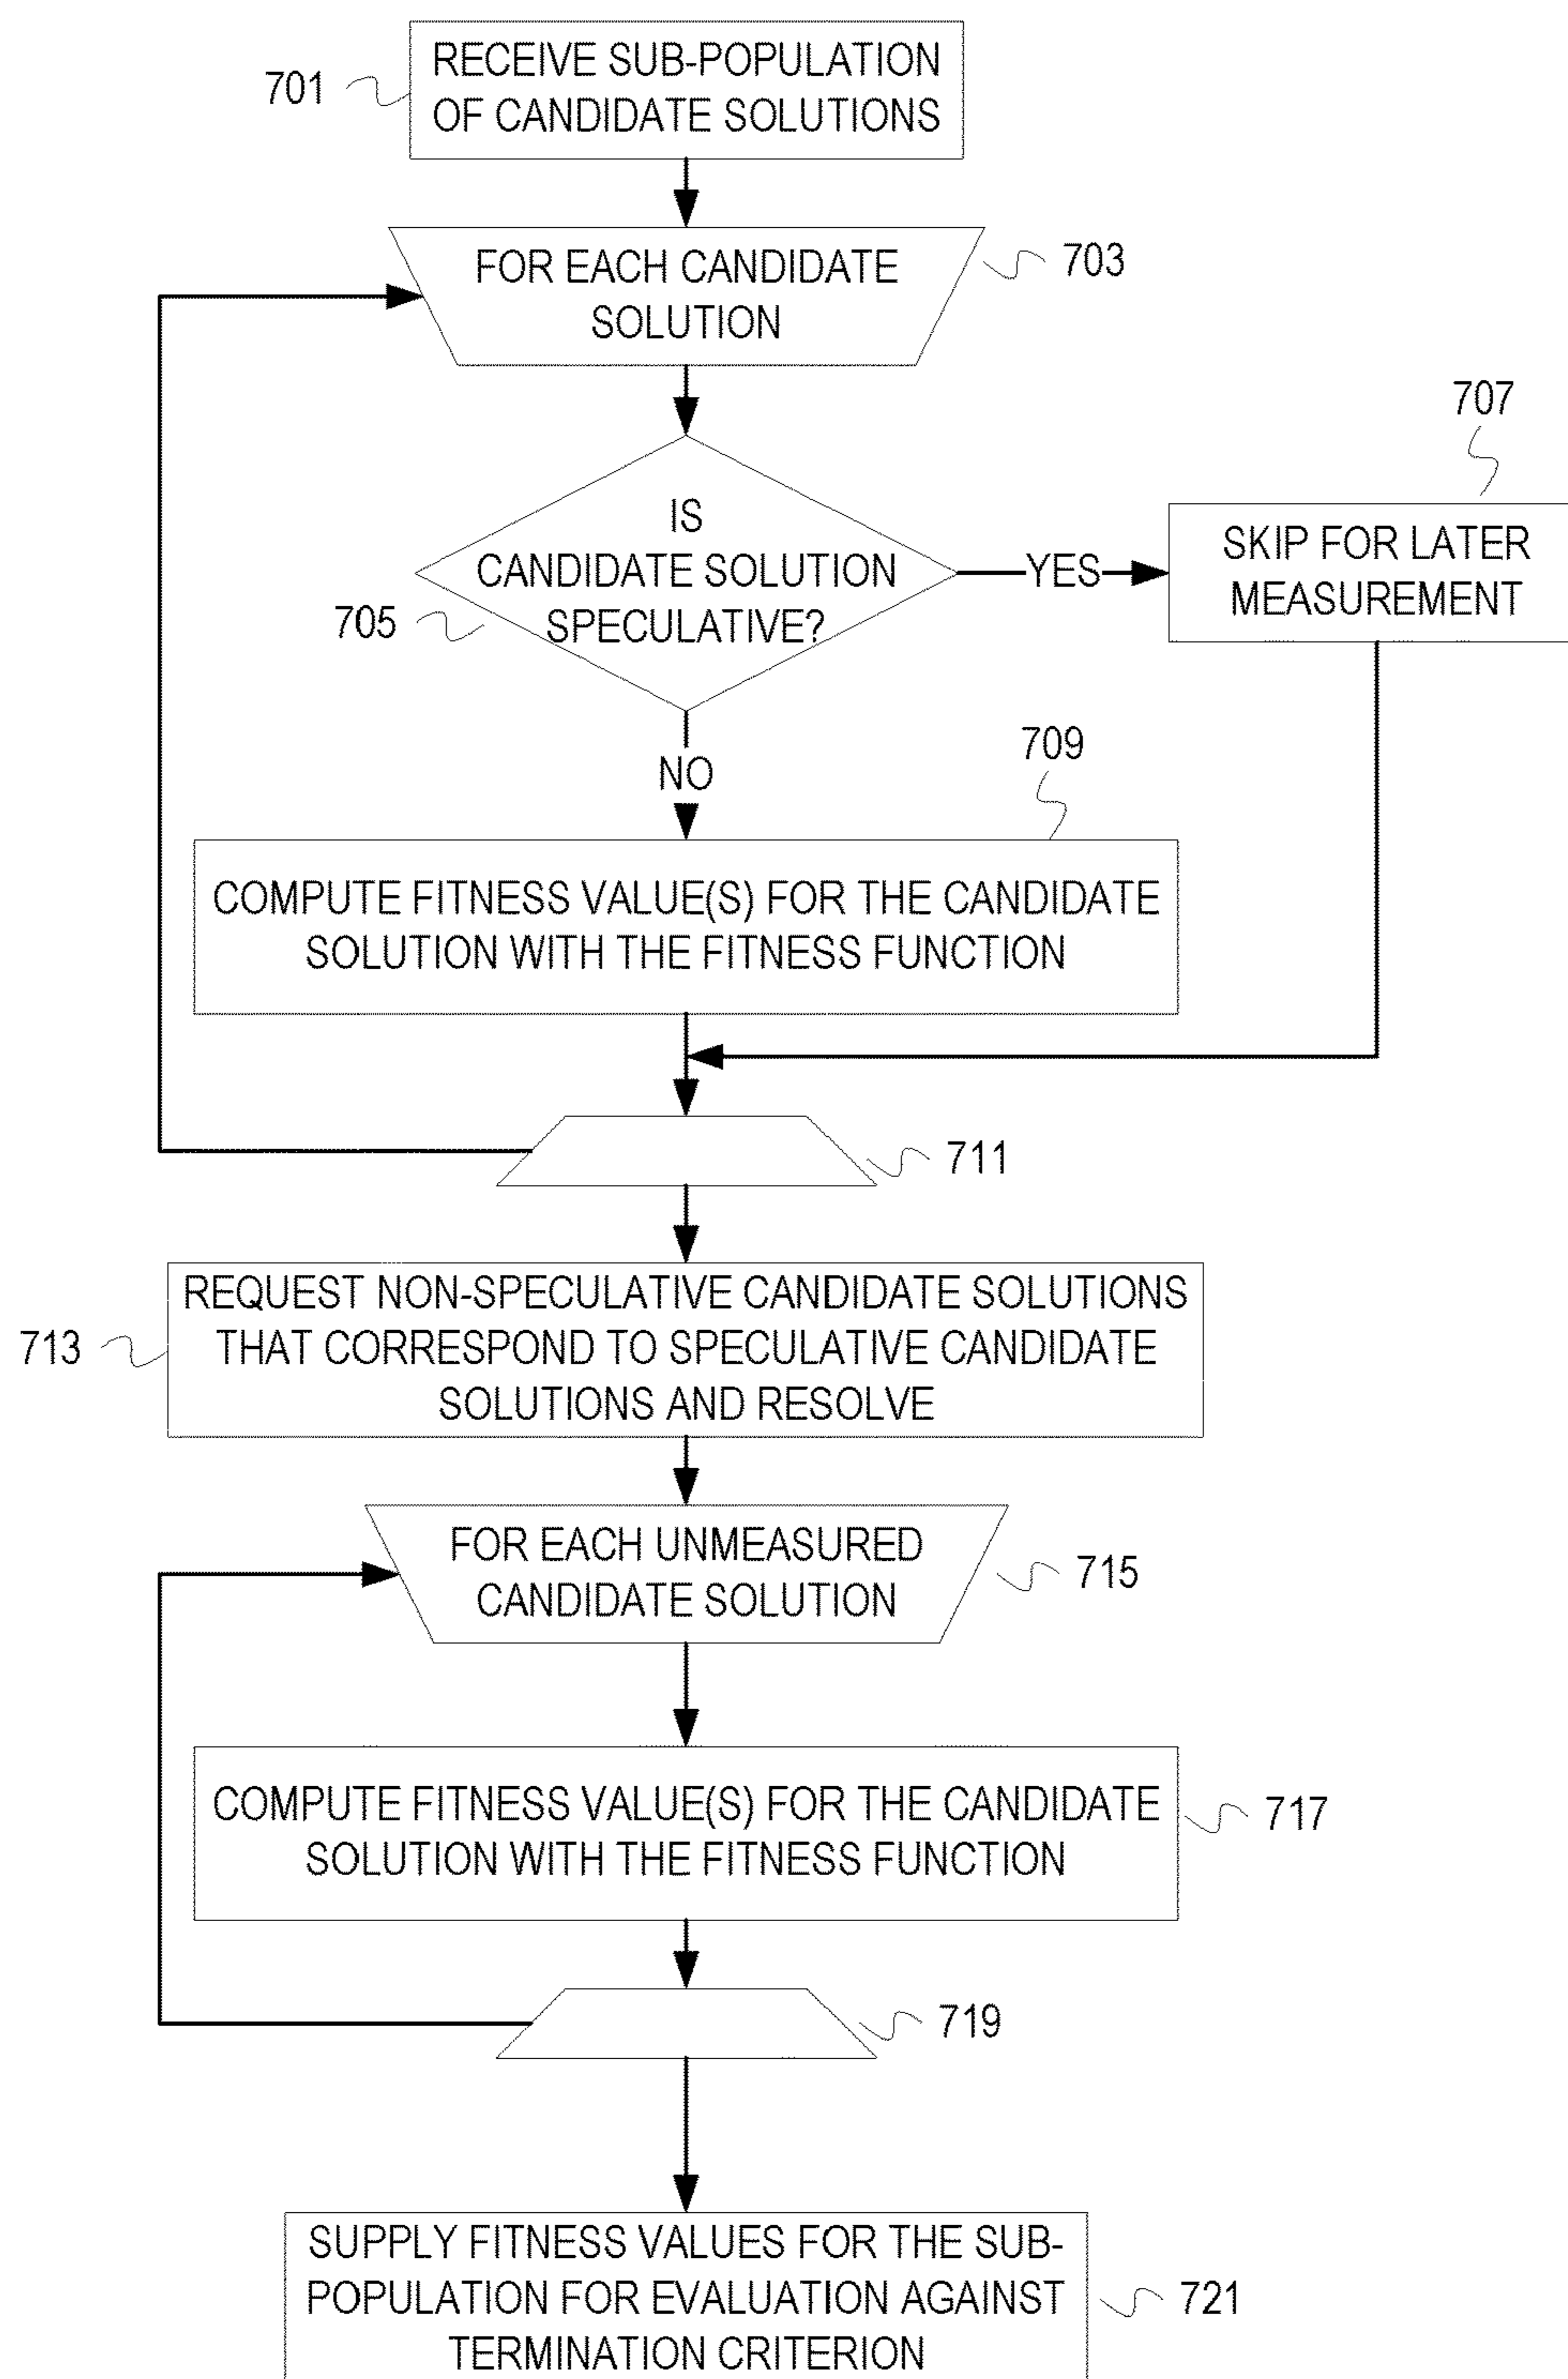 RECEIVE SUB-POPULATION
OF CANDIDATE SOLUTIONS
701
FOR EACH CANDIDATE
SOLUTION
703
IS
CANDIDATE SOLUTION
SPECULATIVE?
705
YES
707
SKIP FOR LATER
MEASUREMENT
NO
709
COMPUTE FITNESS VALUE(S) FOR THE CANDIDATE
SOLUTION WITH THE FITNESS FUNCTION
711
REQUEST NON-SPECULATIVE CANDIDATE SOLUTIONS
THAT CORRESPOND TO SPECULATIVE CANDIDATE
SOLUTIONS AND RESOLVE
713
FOR EACH UNMEASURED
CANDIDATE SOLUTION
715
COMPUTE FITNESS VALUE(S) FOR THE CANDIDATE
SOLUTION WITH THE FITNESS FUNCTION
717
719
SUPPLY FITNESS VALUES FOR THE SUB-
POPULATION FOR EVALUATION AGAINST
TERMINATION CRITERION
721